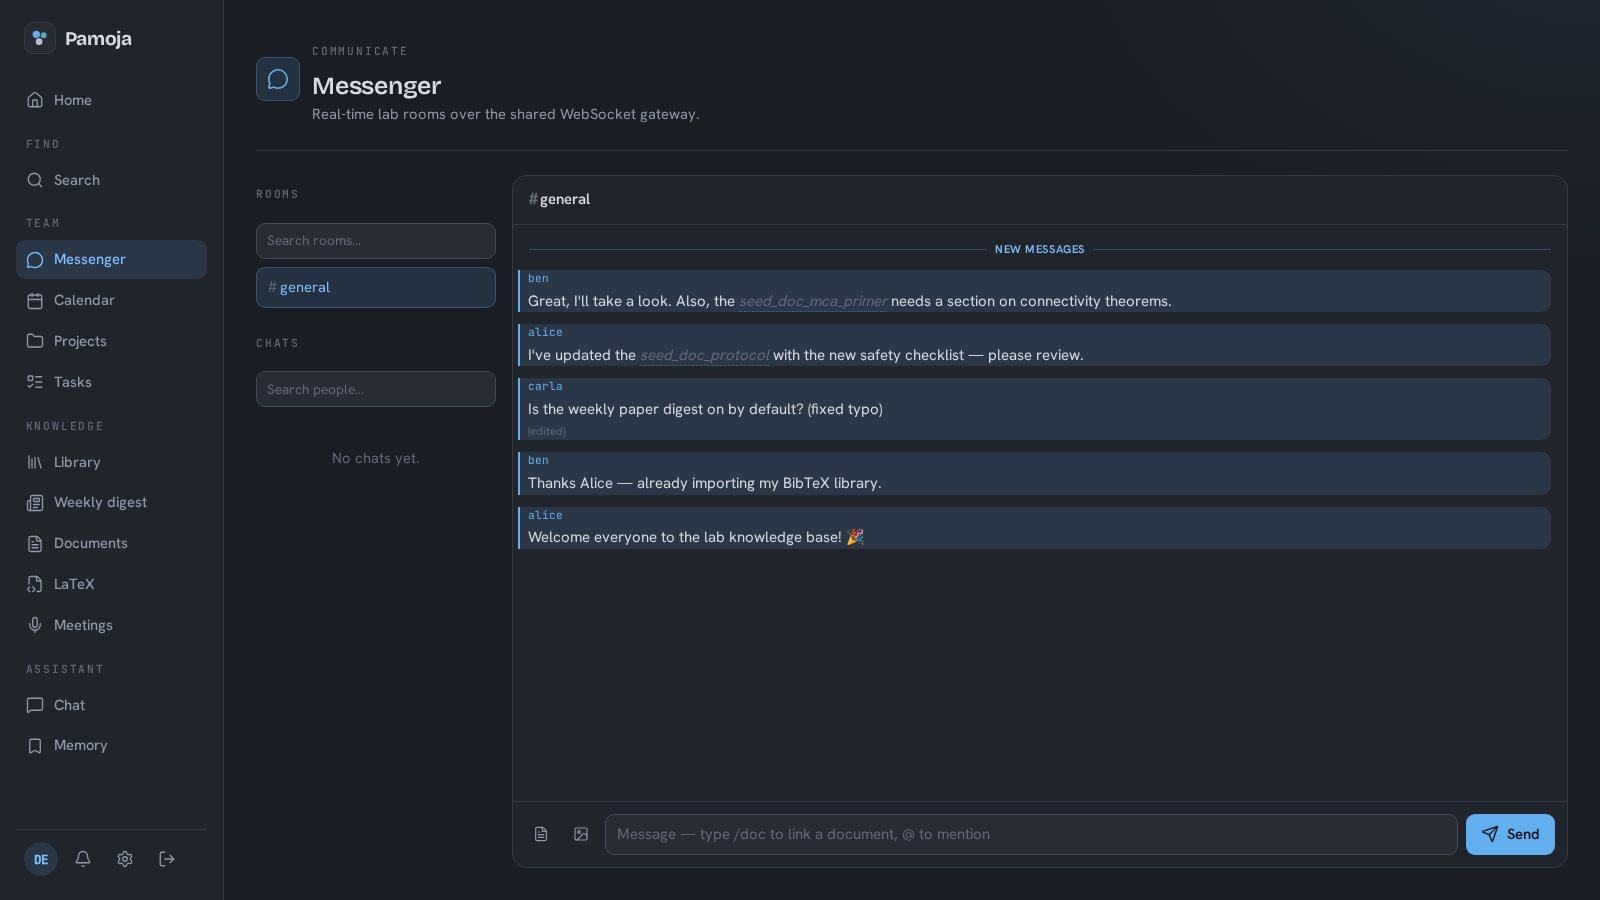 Pamoja
Home
FIND
Search
TEAM
Messenger
Calendar
Projects
Tasks
KNOWLEDGE
Library
Weekly digest
Documents
LaTeX
Meetings
ASSISTANT
Chat
Memory
DE
COMMUNICATE
Messenger
Real-time lab rooms over the shared WebSocket gateway.
ROOMS
Search rooms...
# general
CHATS
Search people...
No chats yet.
#general
NEW MESSAGES
ben
Great, I'll take a look. Also, the seed_doc_mca_primer needs a section on connectivity theorems.
alice
I've updated the seed_doc_protocol with the new safety checklist — please review.
carla
Is the weekly paper digest on by default? (fixed typo)
(edited)
ben
Thanks Alice — already importing my BibTeX library.
alice
Welcome everyone to the lab knowledge base! 🎉
Message — type /doc to link a document, @ to mention
Send